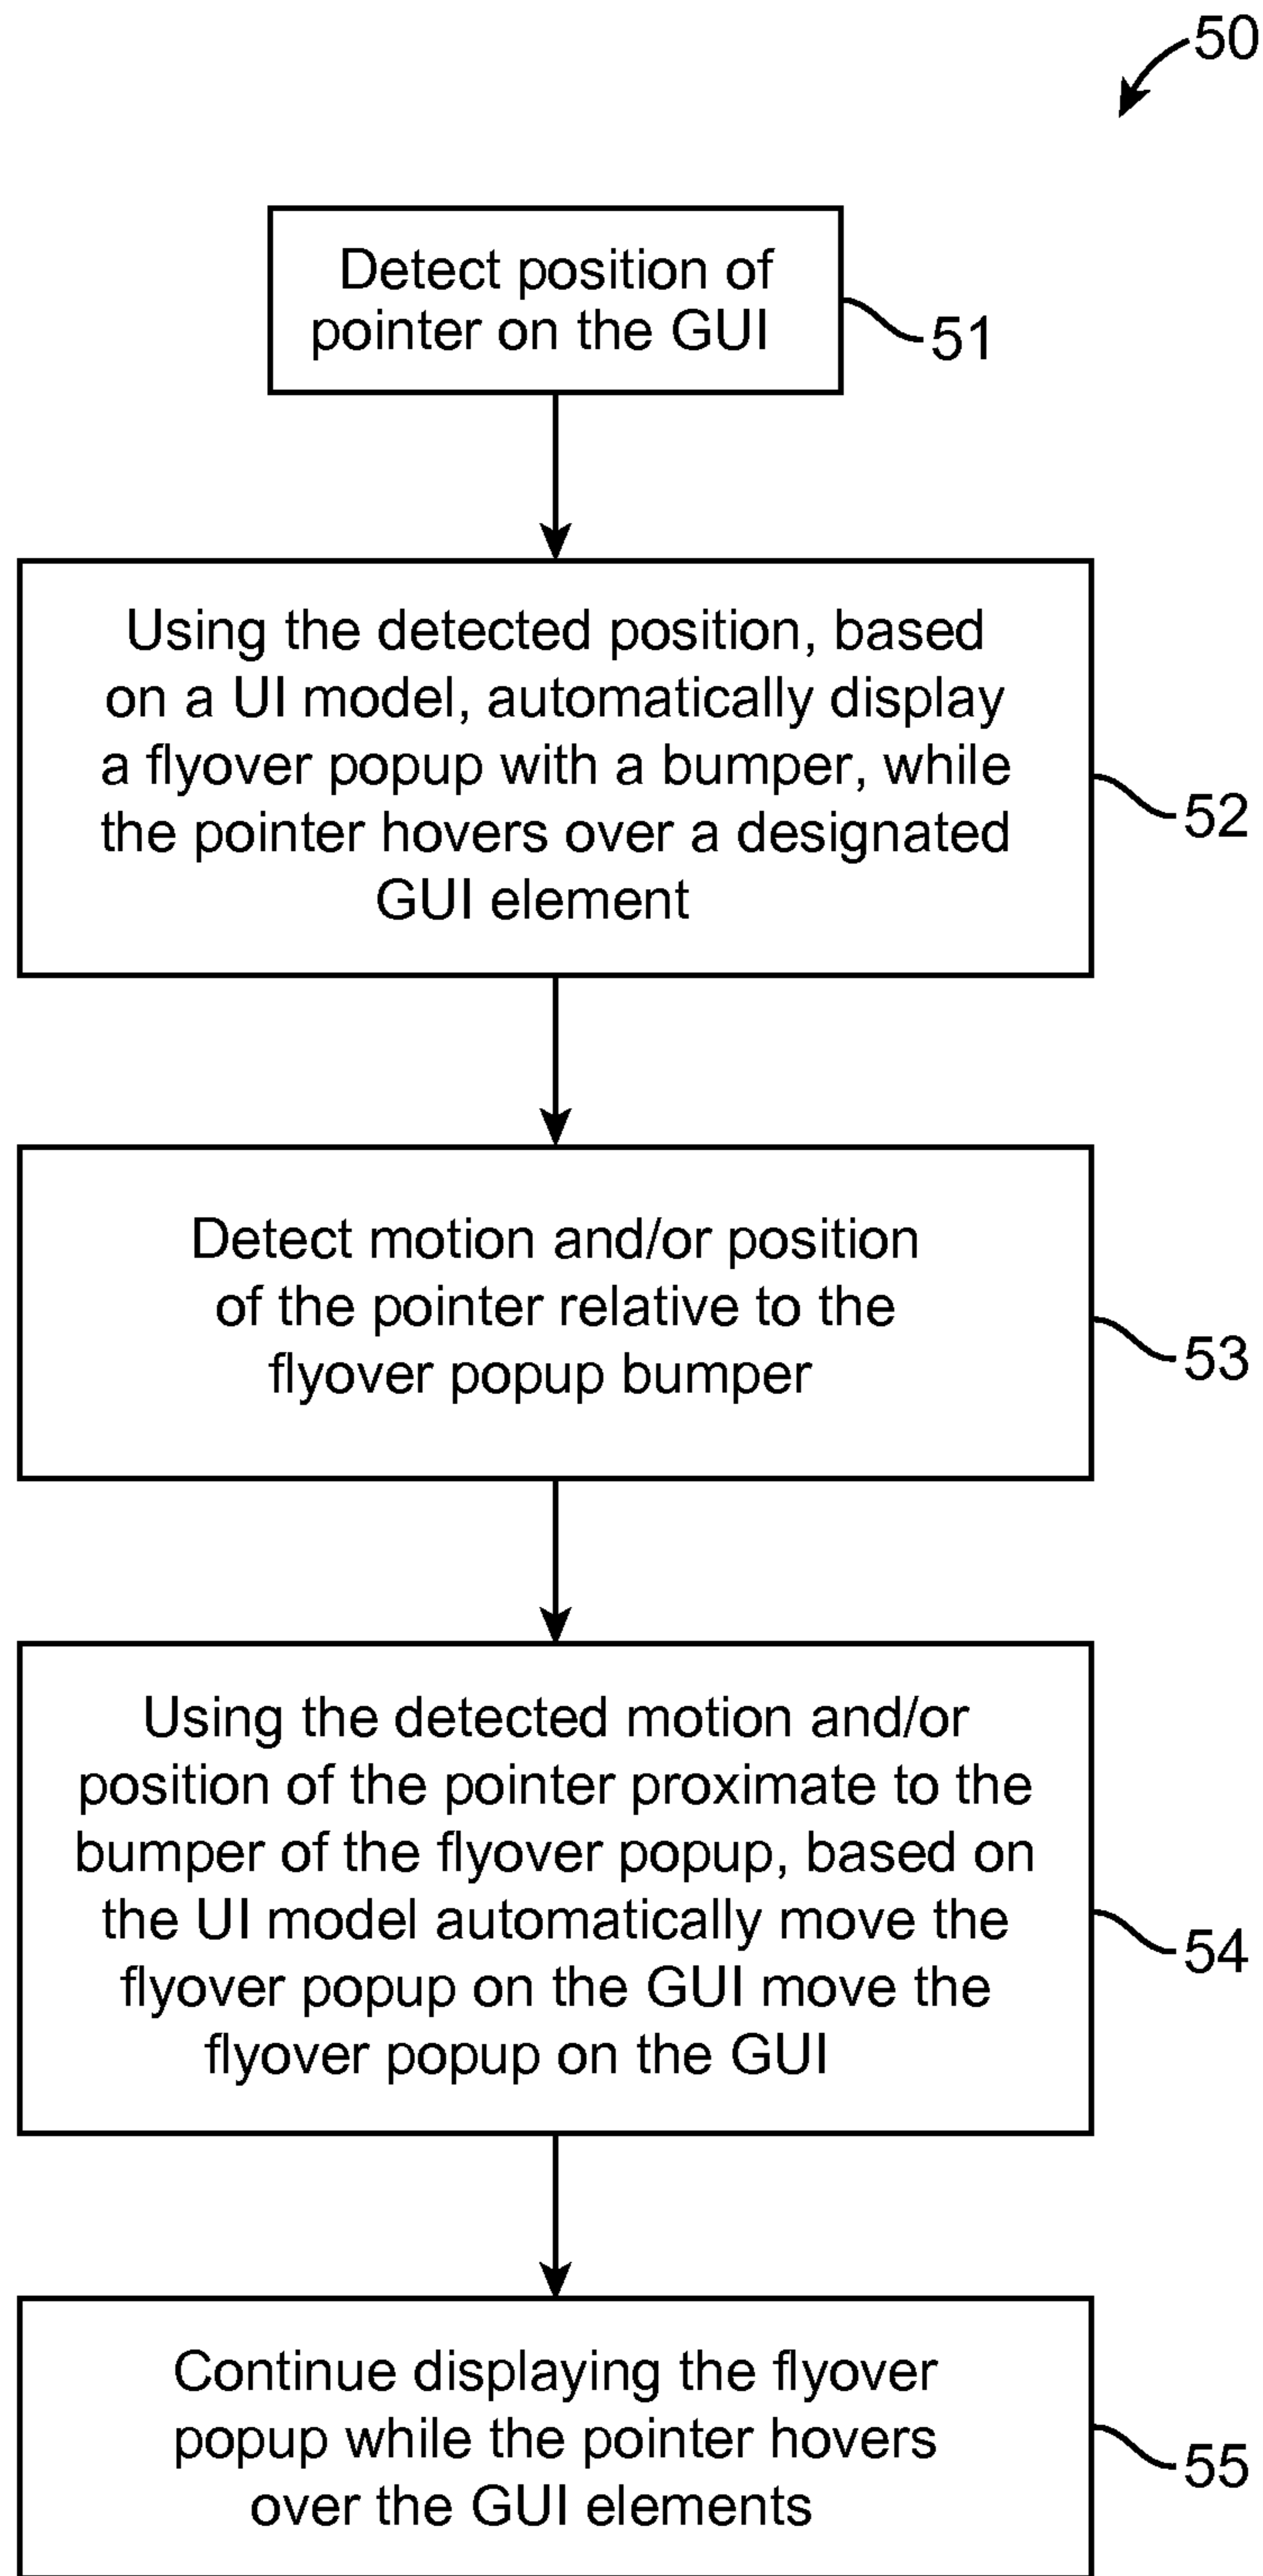 50
Detect position of
pointer on the GUI
51
Using the detected position, based
on a UI model, automatically display
a flyover popup with a bumper, while
the pointer hovers over a designated
GUI element
52
Detect motion and/or position
of the pointer relative to the
flyover popup bumper
53
Using the detected motion and/or
position of the pointer proximate to the
bumper of the flyover popup, based on
the UI model automatically move the
flyover popup on the GUI move the
flyover popup on the GUI
54
Continue displaying the flyover
popup while the pointer hovers
over the GUI elements
55